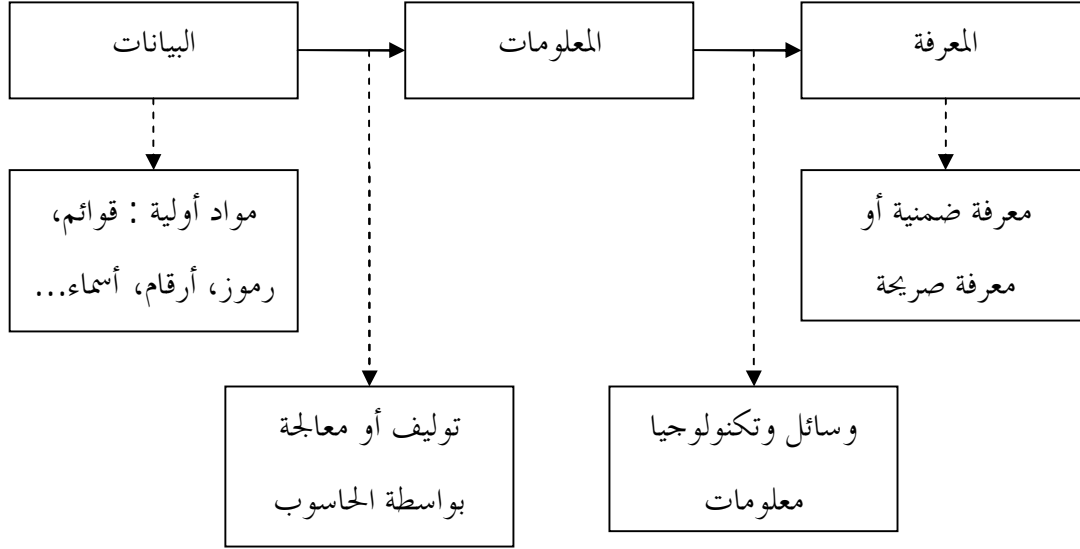 البيانات
المعلومات
المعرفة
مواد أولية : قوائم،
رموز، أرقام، أسماء...
معرفة ضمنية أو
معرفة صريحة
توليف أو معالجة
بواسطة الحاسوب
وسائل وتكنولوجيا
معلومات